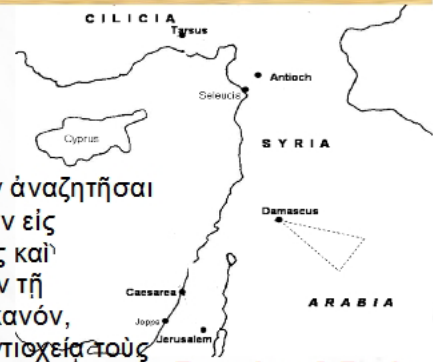 CILICIA
Tarsus
Antioch
Seleucia
Cyprus
SYRIA
ἀναζητῆσαι
εἰς
καὶ
Damascus
τῇ
Caesarea
ARABIA
Joppa
Jerusalem
τοὺς